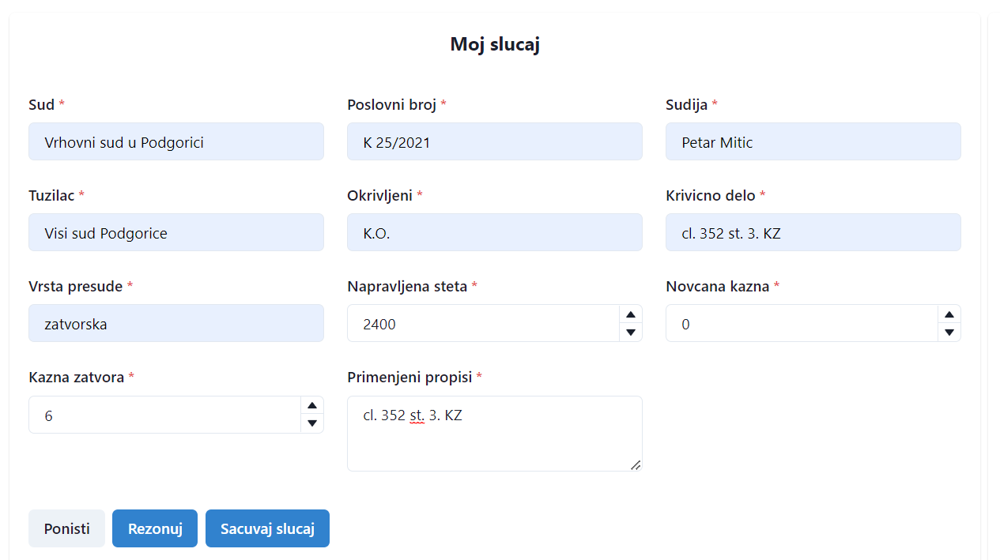 Moj slucaj
Sud * Poslovni broj * Sudija *
Vrhovni sud u Podgorici K 25/2021 Petar Mitic
Tuzilac * Okrivljeni * Krivicno delo *
Visi sud Podgorice K.O. cl. 352 st. 3. KZ
Vrsta presude * Napravljena steta * Novcana kazna *
zatvorska 2400 0
Kazna zatvora * Primenjeni propisi *
6 cl. 352 st. 3. KZ
Ponisti Rezonuj Sacuvaj slucaj